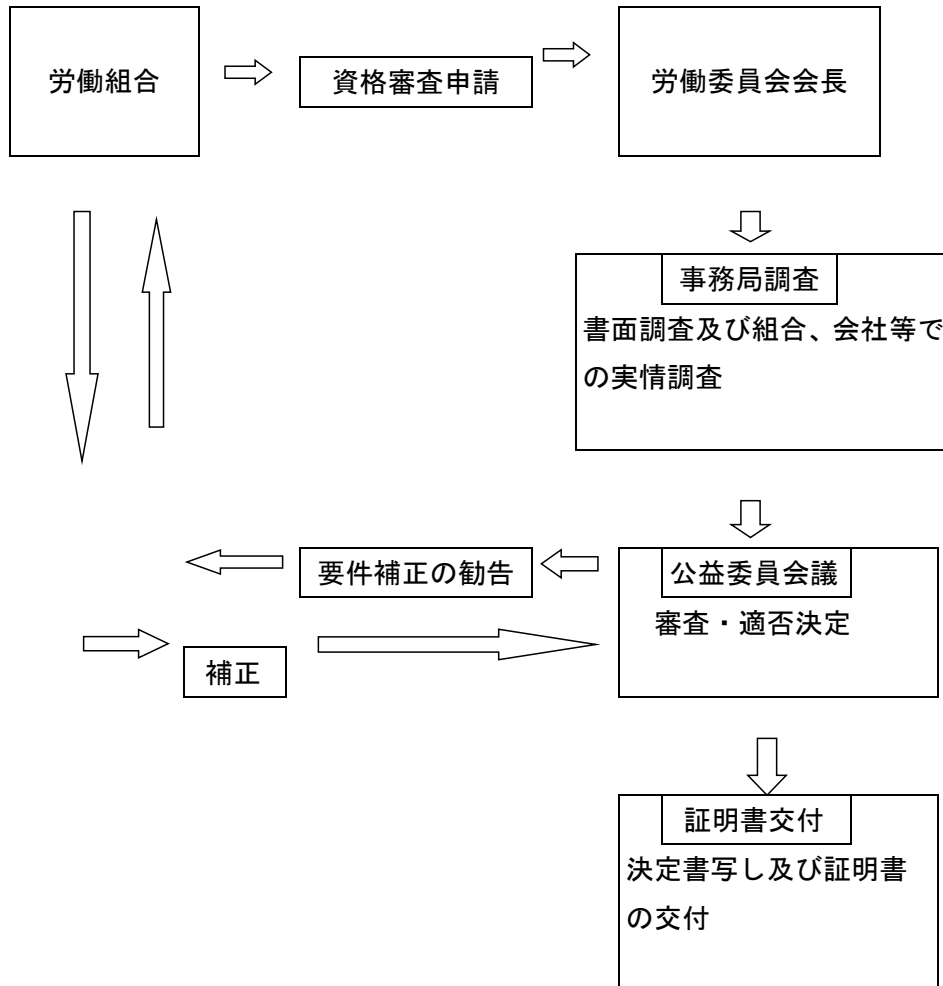 労働組合
資格審査申請
労働委員会会長
事務局調査
書面調査及び組合、会社等で
の実情調査
要件補正の勧告
公益委員会議
審査・適否決定
補正
証明書交付
決定書写し及び証明書
の交付